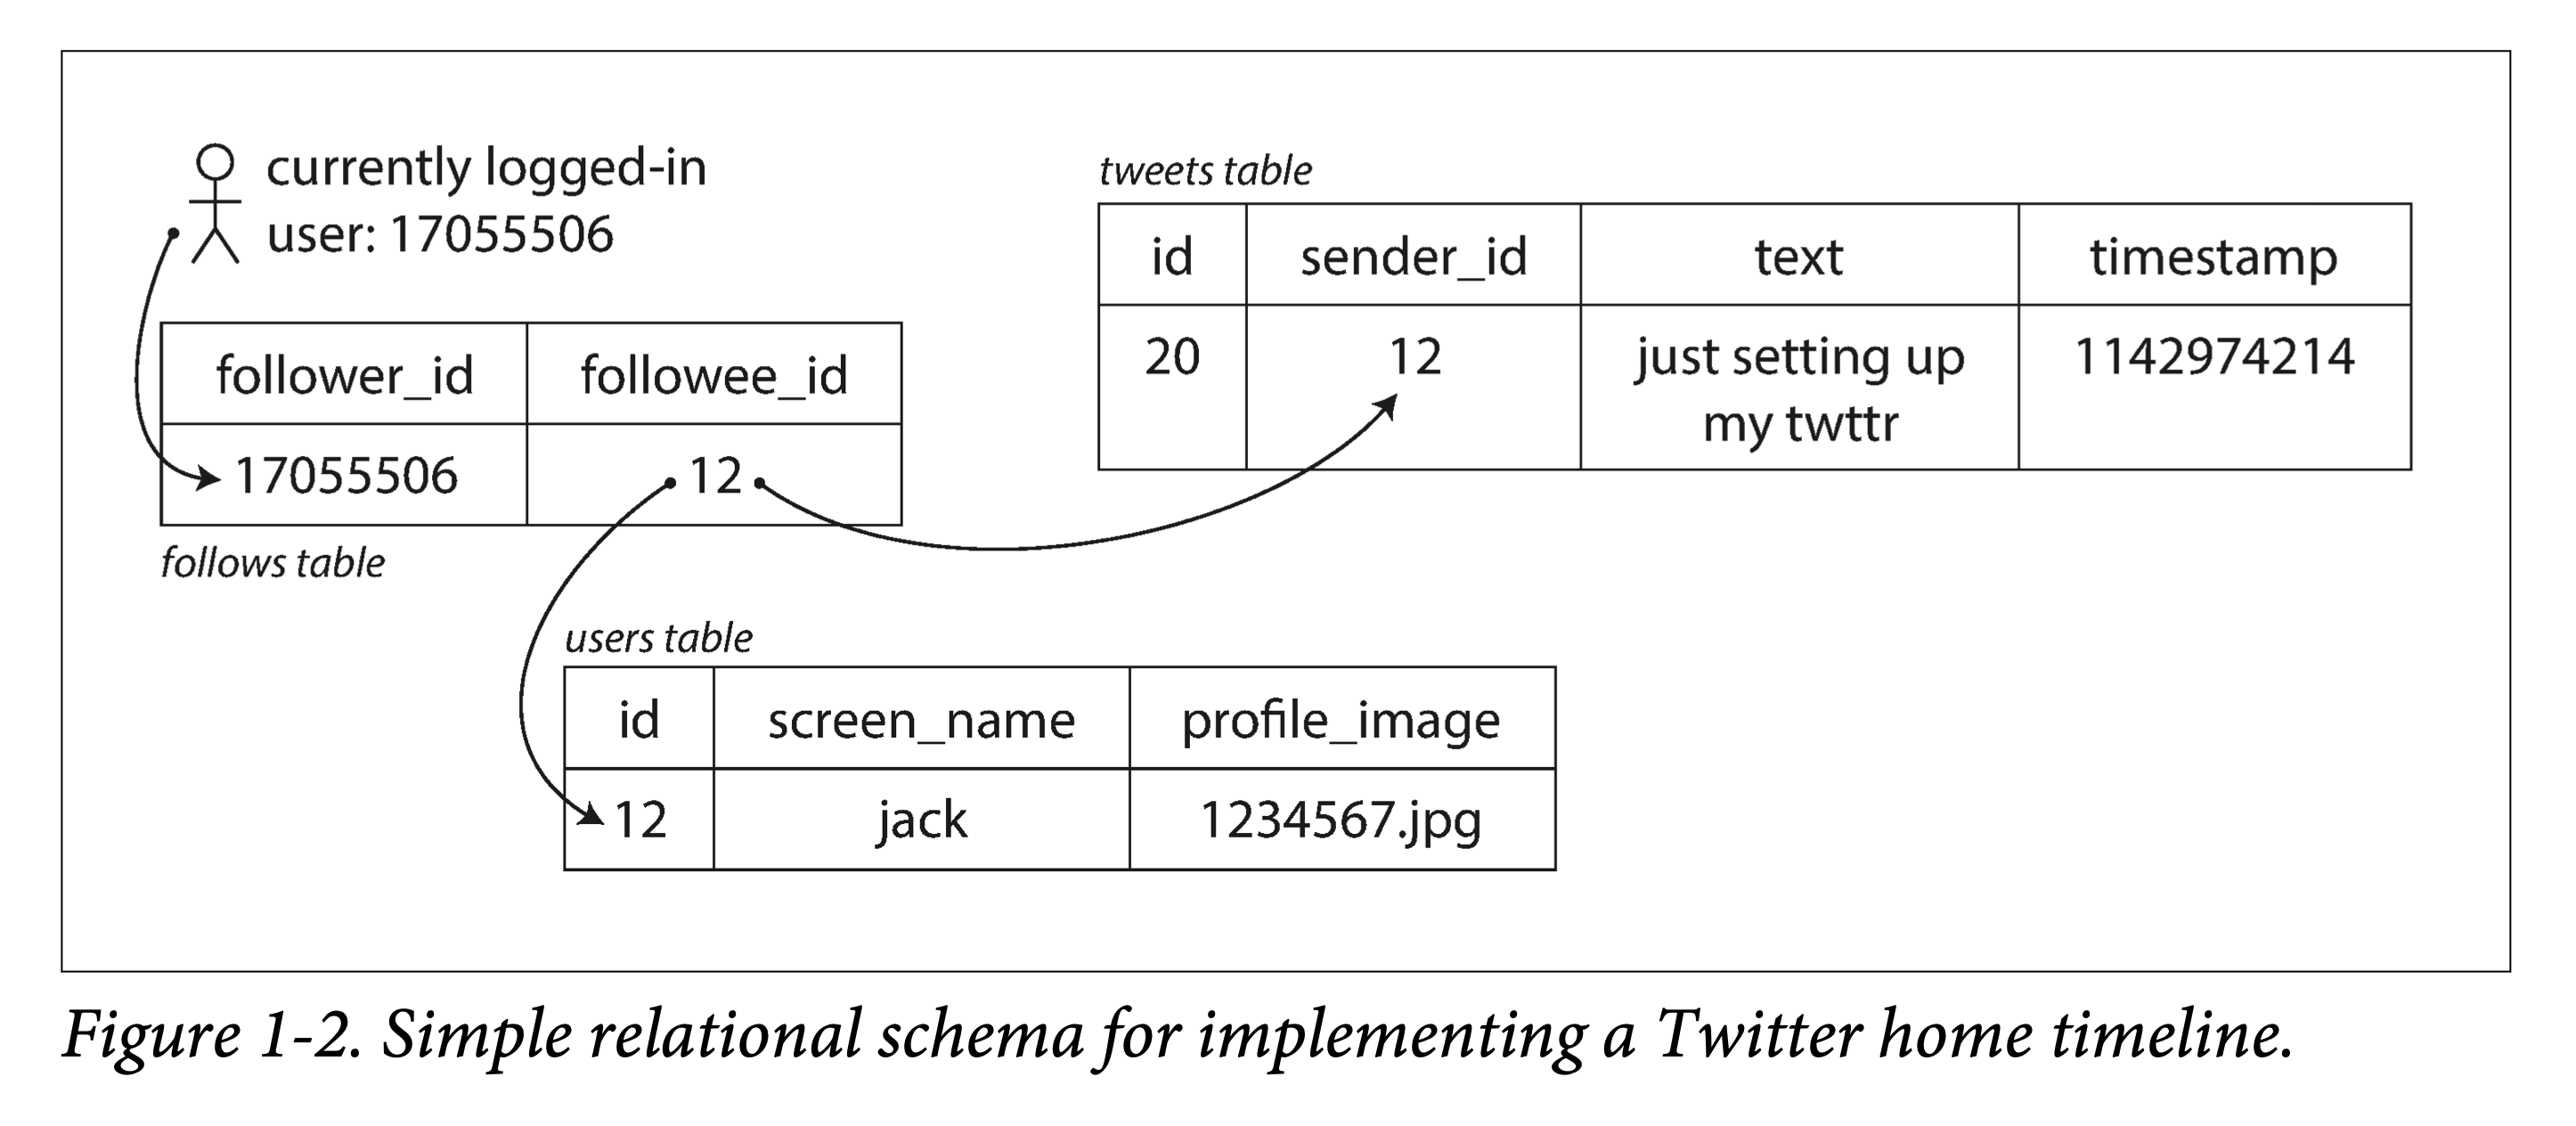 currently logged-in
user: 17055506
follower_id followee_id
17055506 12
follows table
tweets table
id sender_id text timestamp
20 12 just setting up 1142974214
my twttr
users table
id screen_name profile_image
12 jack 1234567.jpg
Figure 1-2. Simple relational schema for implementing a Twitter home timeline.